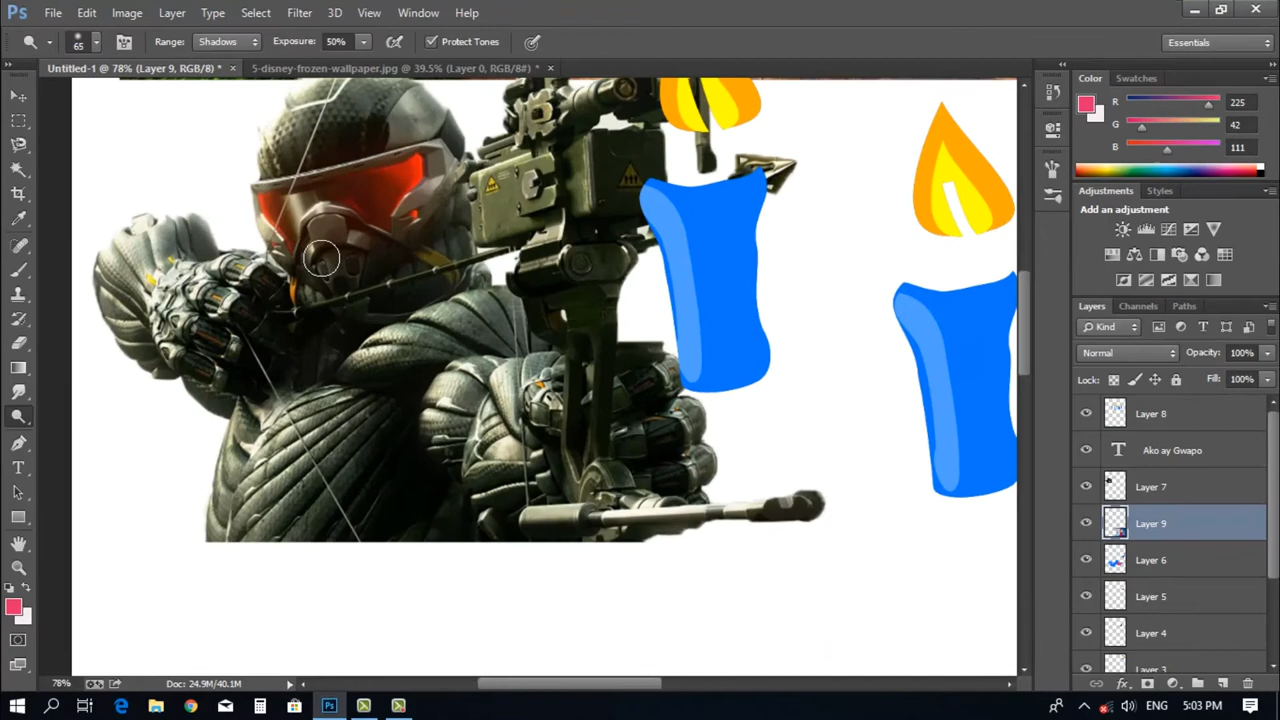 Ps File Edit Image Layer Type Select Filter 3D View Window Help
65 Range: Shadows Exposure: 50% Protect Tones Essentials
Untitled-1 @ 78% (Layer 9, RGB/8) * × 5-disney-frozen-wallpaper.jpg @ 39.5% (Layer 0, RGB/8#) * ×
Color Swatches
R 225
G 42
B 111
Adjustments Styles
Add an adjustment
Layers Channels Paths
Kind
Normal Opacity: 100%
Lock: Fill: 100%
Layer 8
T Ako ay Gwapo
Layer 7
Layer 9
Layer 6
Layer 5
Layer 4
Layer 3
78% Doc: 24.9M/40.1M
fx
Ps ENG 5:03 PM